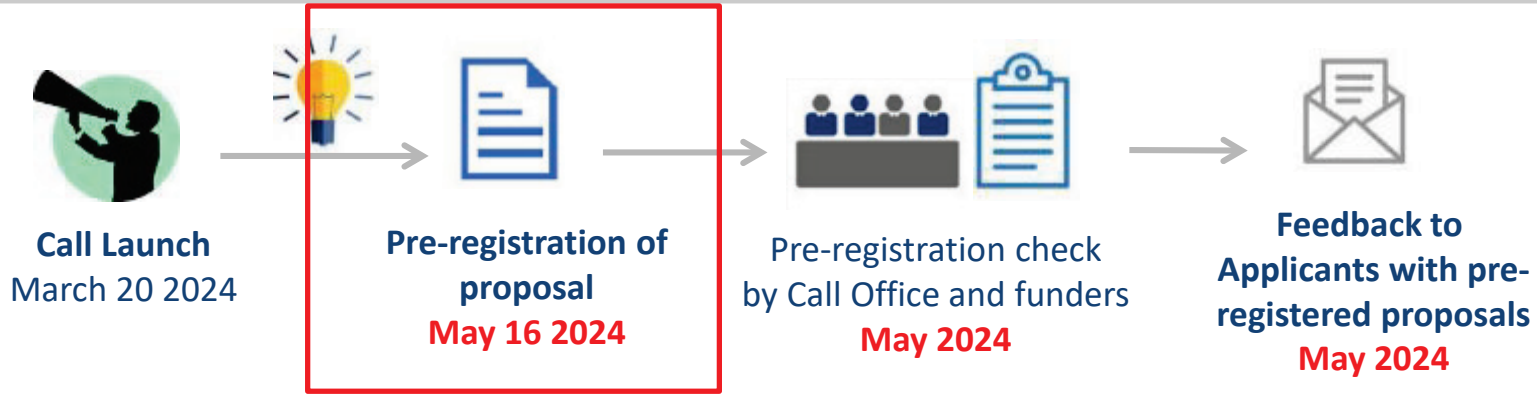 Call Launch
March 20 2024
Pre-registration of
proposal
May 16 2024
Pre-registration check
by Call Office and funders
May 2024
Feedback to
Applicants with pre-
registered proposals
May 2024